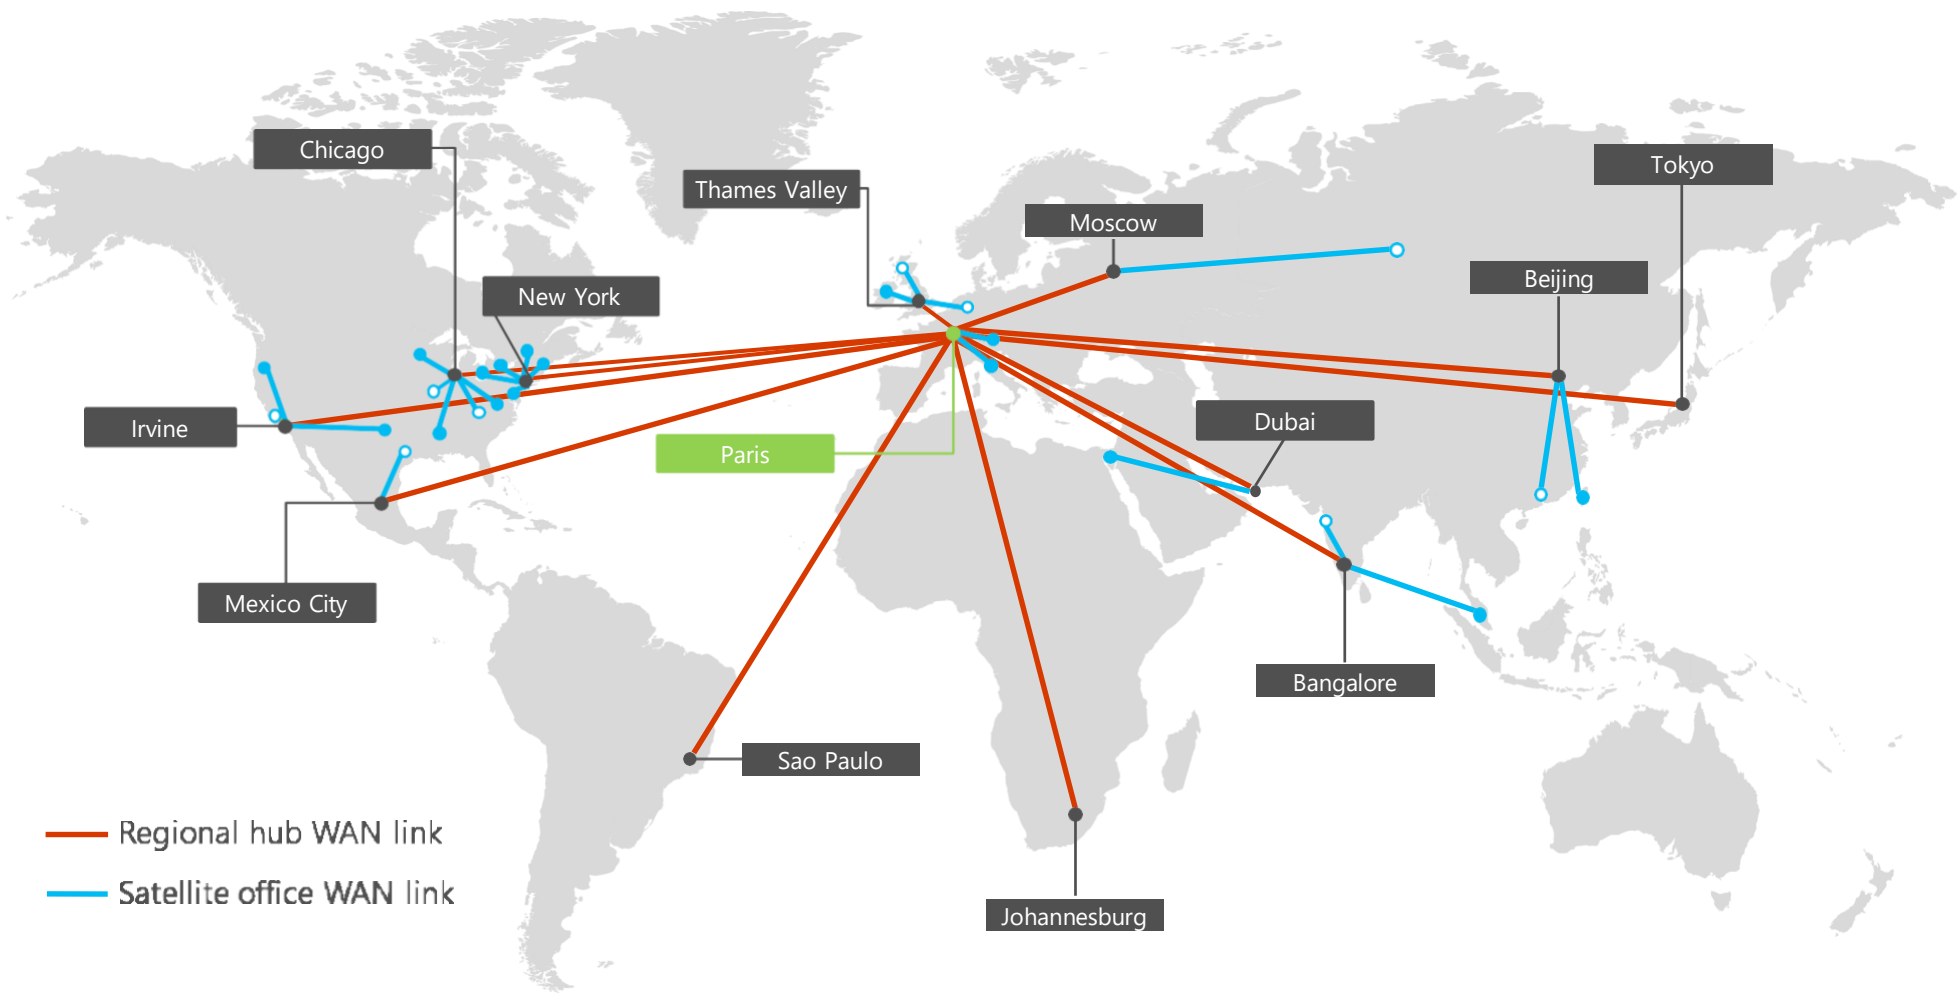 Chicago
Tokyo
Thames Valley
Moscow
Beijing
New York
Irvine
Dubai
Paris
Mexico City
Bangalore
Sao Paulo
Regional hub WAN link
Satellite office WAN link
Johannesburg